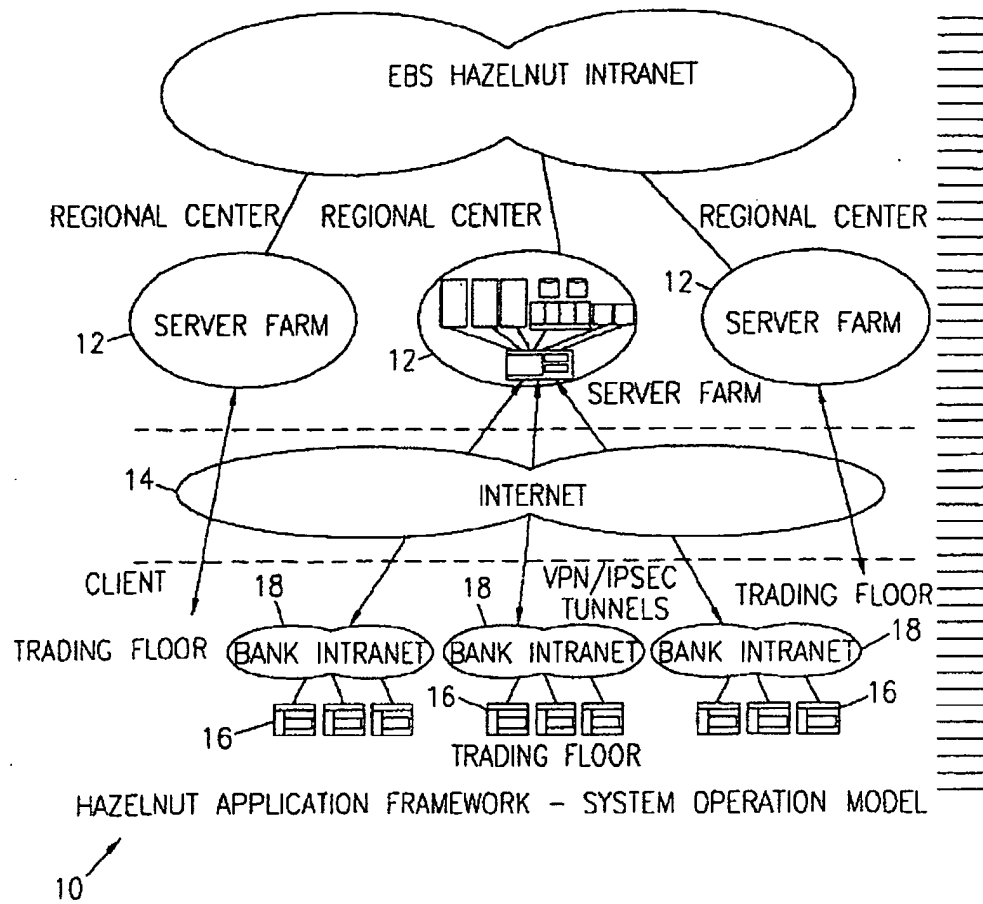 EBS HAZELNUT INTRANET
REGIONAL CENTER REGIONAL CENTER REGIONAL CENTER
12
SERVER FARM SERVER FARM
12 12
SERVER FARM
14
INTERNET
CLIENT
VPN/IPSEC
TUNNELS
TRADING FLOOR
18 18
18
TRADING FLOOR
BANK INTRANET BANK INTRANET BANK INTRANET
16 16 16
TRADING FLOOR
HAZELNUT APPLICATION FRAMEWORK - SYSTEM OPERATION MODEL
10